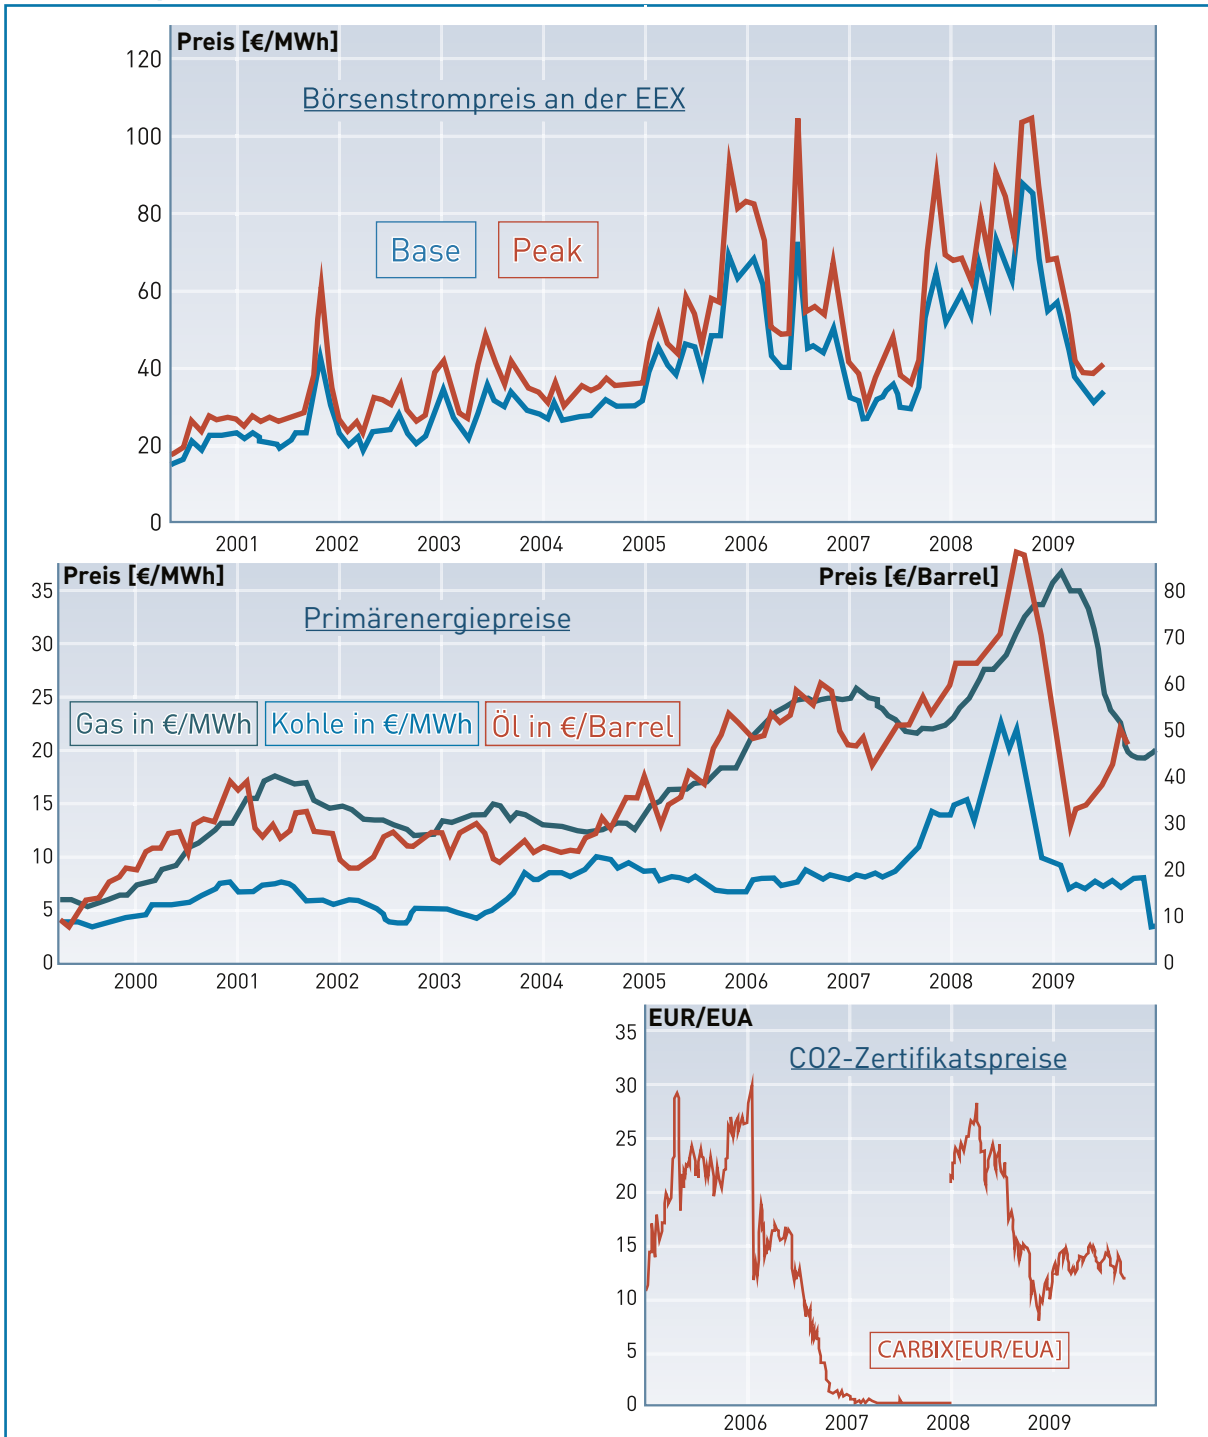 Preis [€/MWh]
Börsenstrompreis an der EEX
Base
Peak
120
100
80
60
40
20
0
2001 2002 2003 2004 2005 2006 2007 2008 2009
Preis [€/MWh]
Preis [€/Barrel]
Primärenergiepreise
Gas in €/MWh
Kohle in €/MWh
Öl in €/Barrel
35
30
25
20
15
10
5
0
80
70
60
50
40
30
20
10
0
2000 2001 2002 2003 2004 2005 2006 2007 2008 2009
EUR/EUA
CO2-Zertifikatspreise
35
30
25
20
15
10
5
0
CARBIX[EUR/EUA]
2006 2007 2008 2009